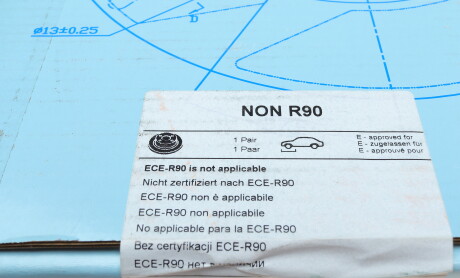 ø13±0.25
D
NON R90
1 Pair
1 Paar
E - approved for
E - zugelassen für
E - approuvé pour
ECE-R90 is not applicable
Nicht zertifiziert nach ECE-R90
ECE-R90 non è applicabile
ECE-R90 non applicabile
No applicable para la ECE-R90
Bez certyfikacji ECE-R90
ECE-R90 нет